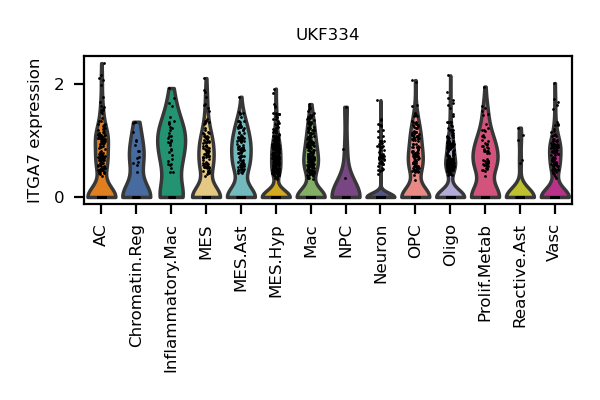 UKF334
ITGA7 expression
2
0
AC
Chromatin.Reg
Inflammatory.Mac
MES
MES.Ast
MES.Hyp
Mac
NPC
Neuron
OPC
Oligo
Prolif.Metab
Reactive.Ast
Vasc